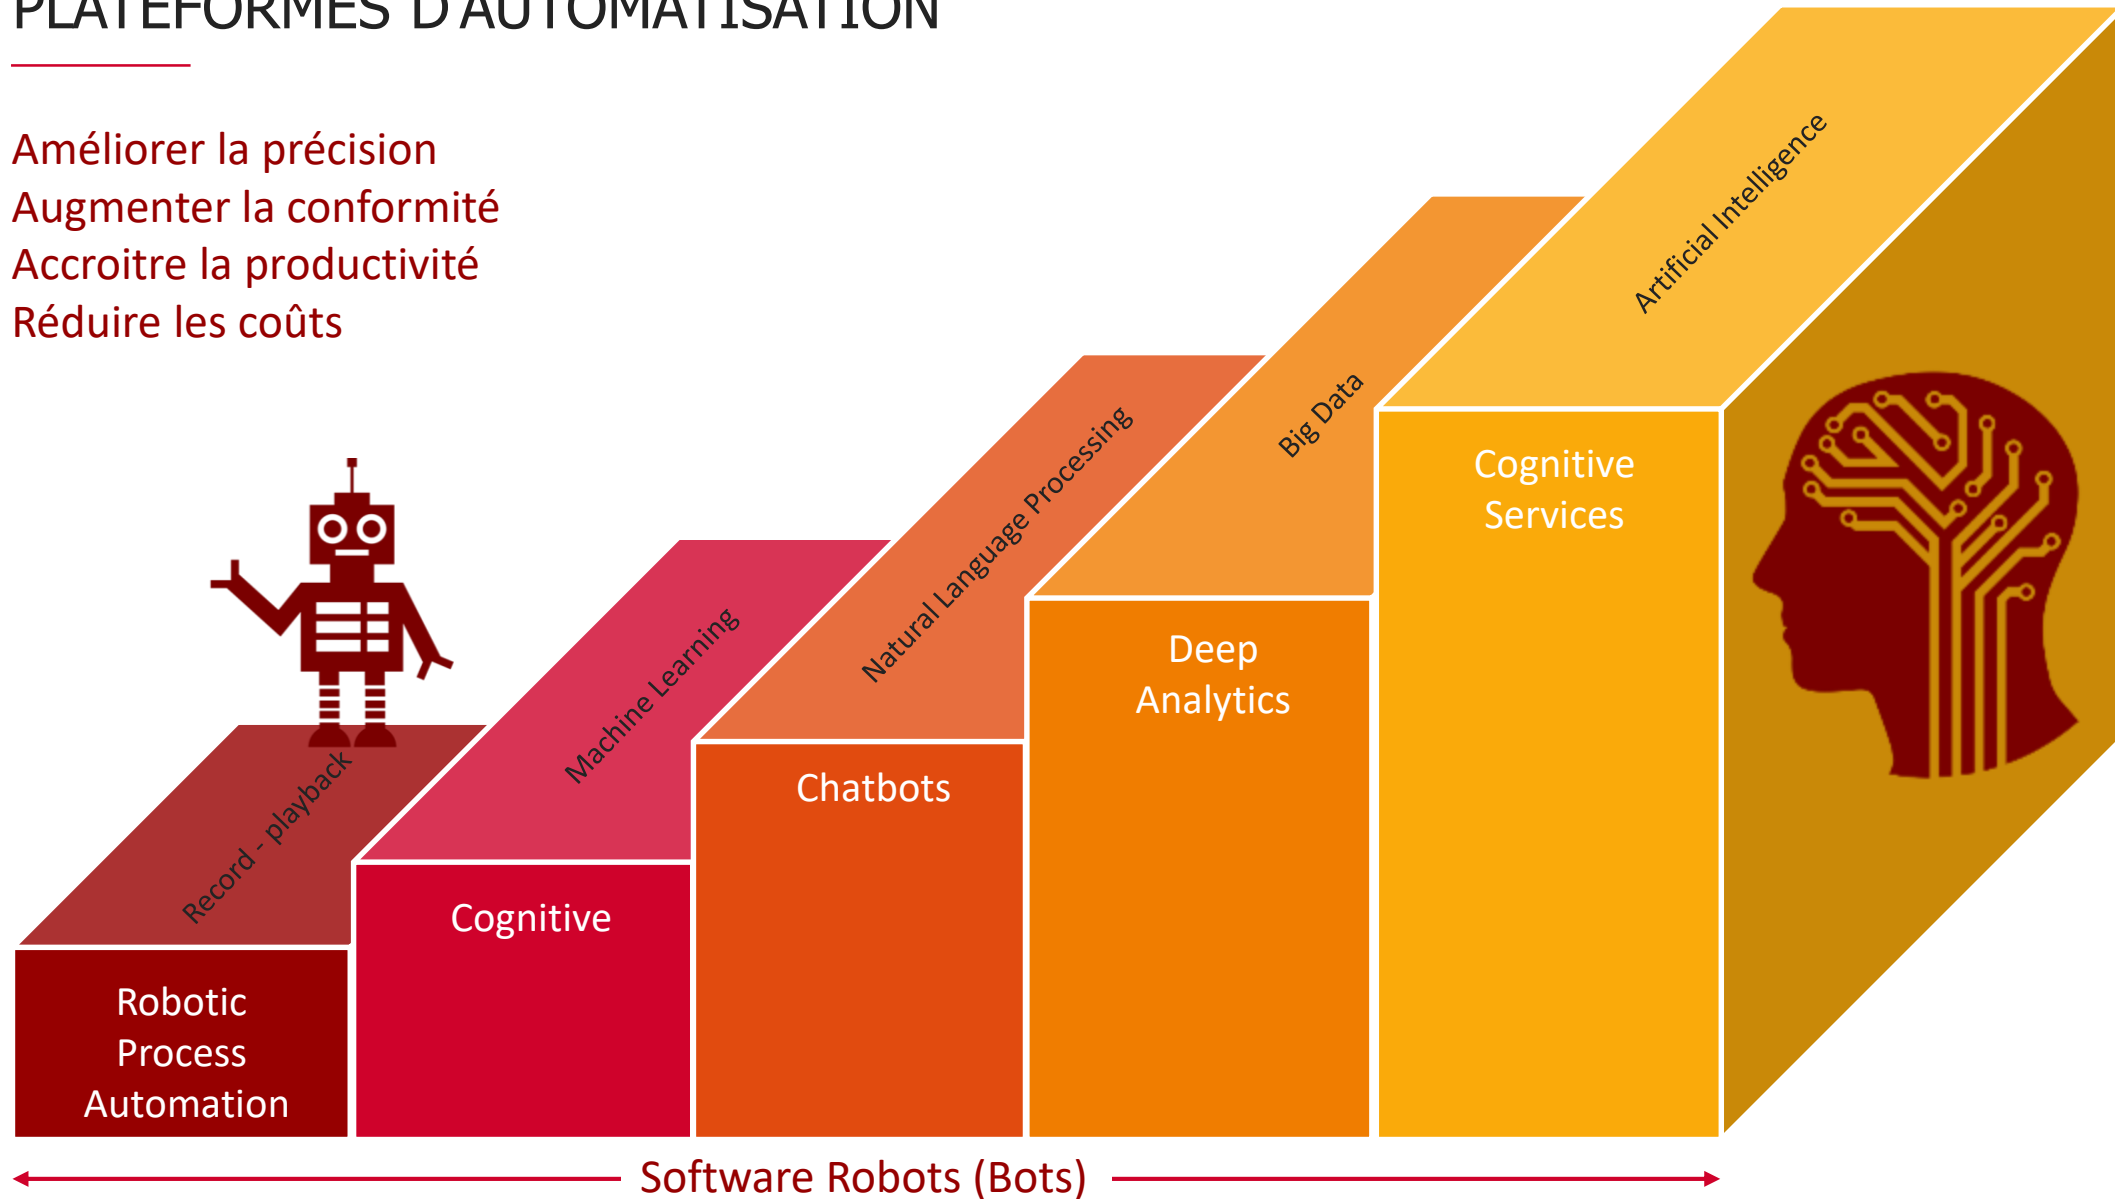 PLATEFORMES D'AUTOMATISATION
Améliorer la précision
Augmenter la conformité
Accroitre la productivité
Réduire les coûts
Record - playback
Machine Learning
Natural Language Processing
Big Data
Artificial Intelligence
Robotic
Process
Automation
Cognitive
Chatbots
Deep
Analytics
Cognitive
Services
Software Robots (Bots)